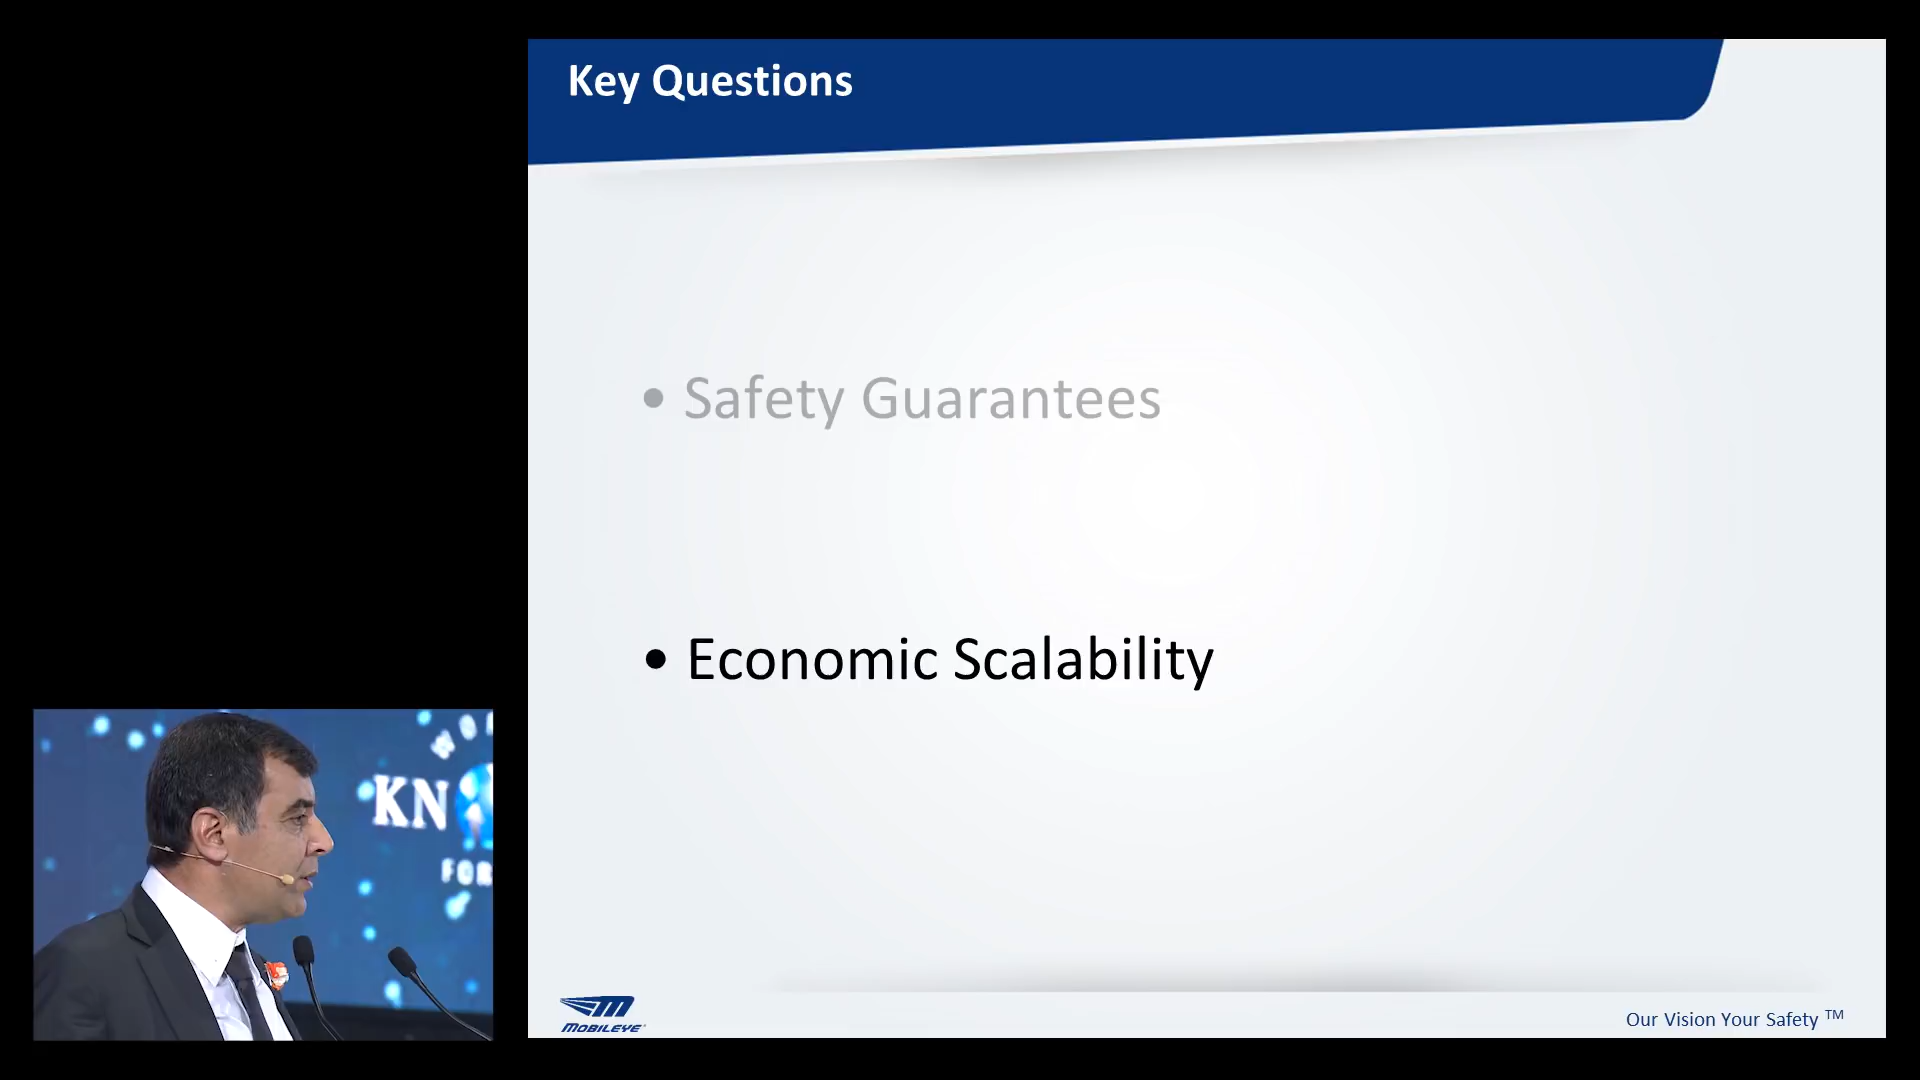 Key Questions
• Safety Guarantees
• Economic Scalability
KN
FOR
MOBILEYE
Our Vision Your Safety TM